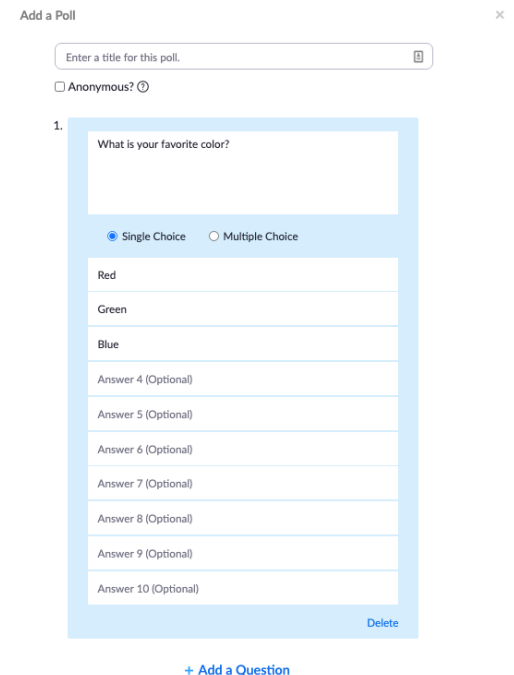 Add a Poll
Enter a title for this poll.
Anonymous?
1.
What is your favorite color?
Single Choice Multiple Choice
Red
Green
Blue
Answer 4 (Optional)
Answer 5 (Optional)
Answer 6 (Optional)
Answer 7 (Optional)
Answer 8 (Optional)
Answer 9 (Optional)
Answer 10 (Optional)
Delete
+ Add a Question